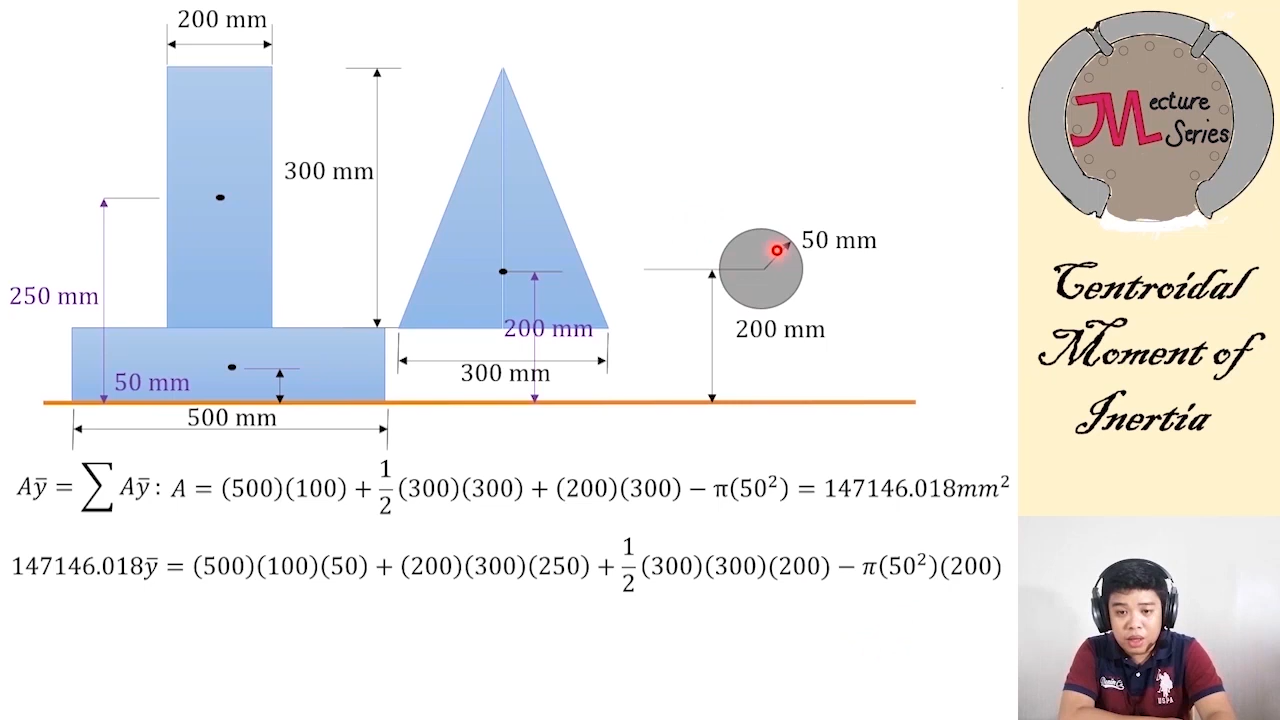 200 mm
300 mm
50 mm
250 mm
200 mm
200 mm
50 mm
300 mm
500 mm
Aȳ = ∑ Aȳ: A = (500)(100) + 1/2 (300)(300) + (200)(300) − π(50²) = 147146.018mm²
147146.018ȳ = (500)(100)(50) + (200)(300)(250) + 1/2 (300)(300)(200) − π(50²)(200)
JMLecture
Series
Centroidal
Moment of
Inertia
USPA